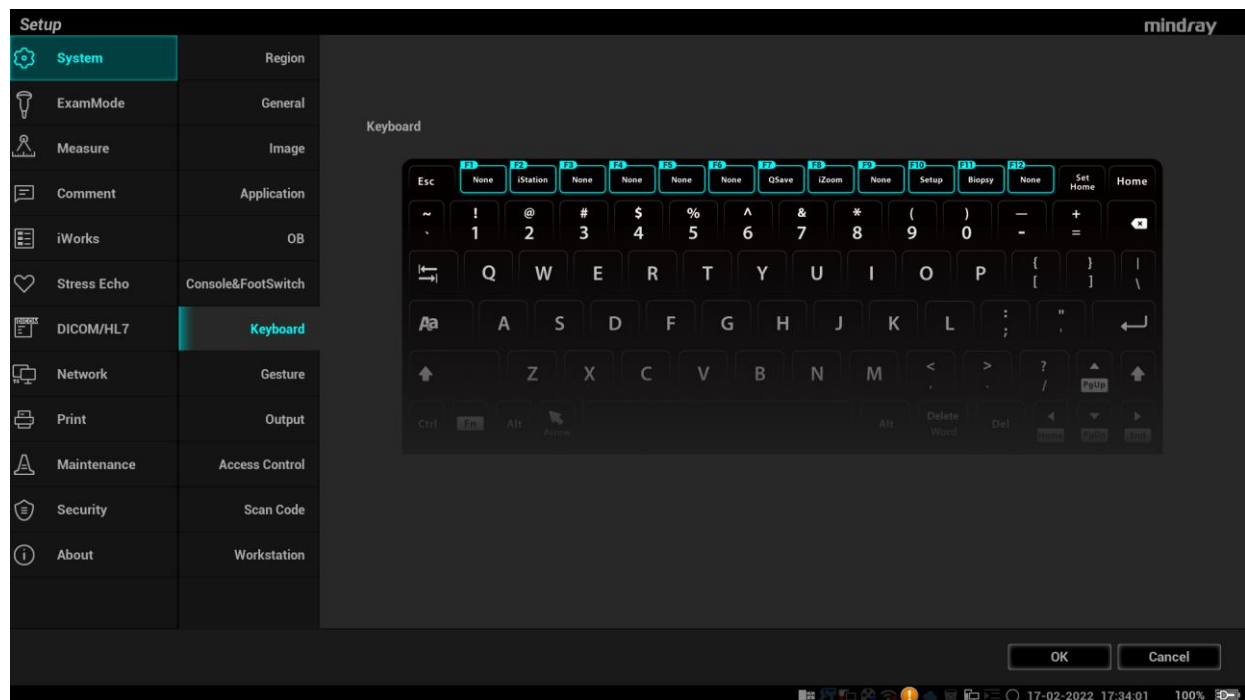 Setup
mindray
System
ExamMode
Measure
Comment
iWorks
Stress Echo
DICOM/HL7
Network
Print
Maintenance
Security
About
Region
General
Image
Application
OB
Console&FootSwitch
Keyboard
Gesture
Output
Access Control
Scan Code
Workstation
Keyboard
F1 F2 F3 F4 F5 F6 F7 F8 F9 F10 F11 F12
Esc None iStation None None None None QSave iZoom None Setup Biopsy None Set Home Home
~ ! @ # $ % ^ & * ( ) — +
` 1 2 3 4 5 6 7 8 9 0 - =
Q W E R T Y U I O P { } |
[ ] \
Aa A S D F G H J K L : "
; '
Z X C V B N M < > ?
, . / PgUp
Ctrl Fn Alt Arrow Alt Delete Word Del Home PgDn End
OK Cancel
17-02-2022 17:34:01 100%